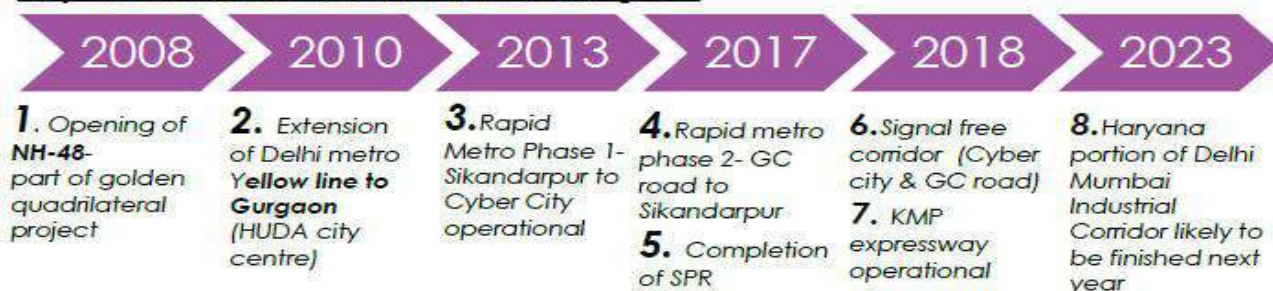 2008
2010
2013
2017
2018
2023
1. Opening of
NH-48-
part of golden
quadrilateral
project
2. Extension
of Delhi metro
Yellow line to
Gurgaon
(HUDA city
centre)
3.Rapid
Metro Phase 1-
Sikandarpur to
Cyber City
operational
4.Rapid metro
phase 2- GC
road to
Sikandarpur
5. Completion
of SPR
6.Signal free
corridor (Cyber
city & GC road)
7. KMP
expressway
operational
8.Haryana
portion of Delhi
Mumbai
Industrial
Corridor likely to
be finished next
year